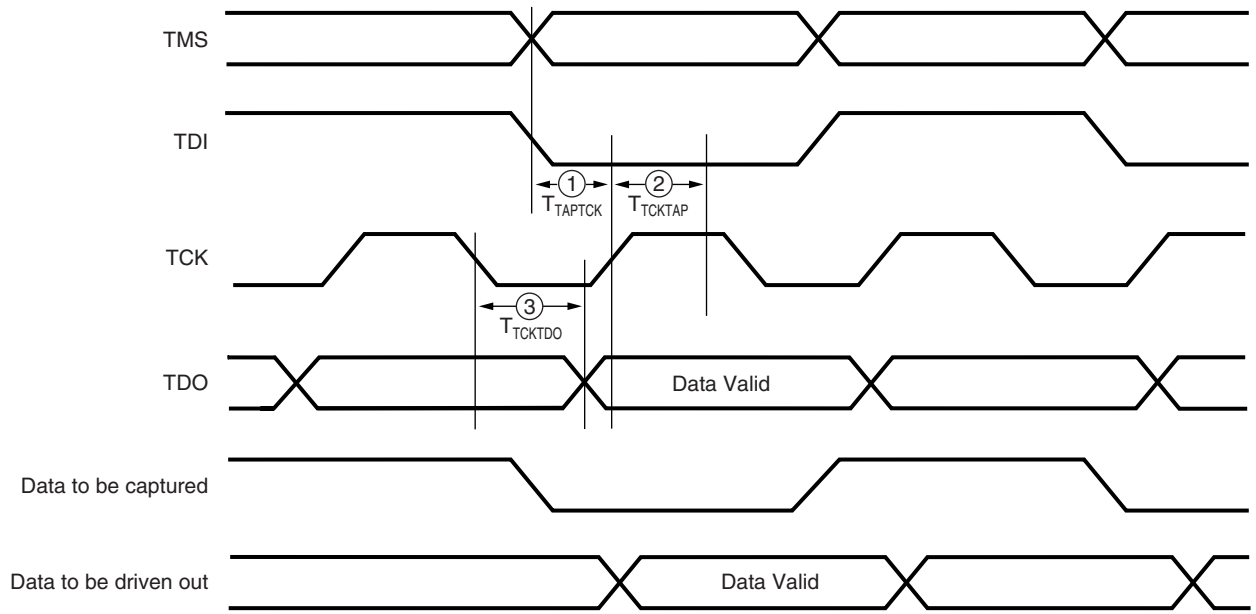 TMS
TDI
1 2
TTAPTCK TTCKTAP
TCK
3
TTCKTDO
TDO Data Valid
Data to be captured
Data to be driven out Data Valid